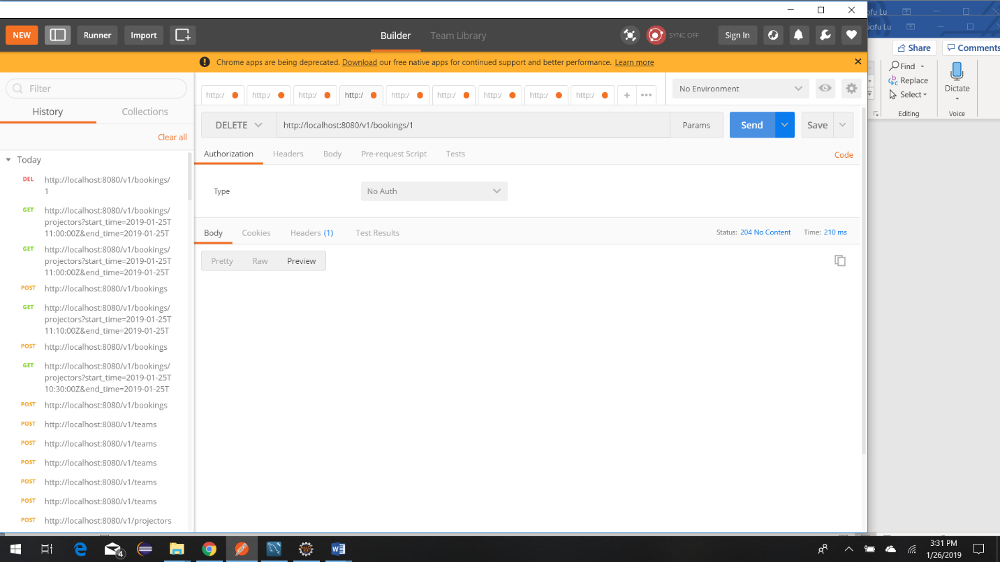 ofu Lu
NEW
Runner
Import
Builder
Team Library
SYNC OFF
Sign In
uofu Lu
Share
Comments
Chrome apps are being deprecated. Download our free native apps for continued support and better performance. Learn more
Find
Replace
Select
Dictate
Editing
Voice
Filter
History
Collections
Clear all
Today
DEL http://localhost:8080/v1/bookings/
1
GET http://localhost:8080/v1/bookings/
projectors?start_time=2019-01-25T
11:00:00Z&end_time=2019-01-25T
GET http://localhost:8080/v1/bookings/
projectors?start_time=2019-01-25T
11:00:00Z&end_time=2019-01-25T
POST http://localhost:8080/v1/bookings
GET http://localhost:8080/v1/bookings/
projectors?start_time=2019-01-25T
11:10:00Z&end_time=2019-01-25T
POST http://localhost:8080/v1/bookings
GET http://localhost:8080/v1/bookings/
projectors?start_time=2019-01-25T
10:30:00Z&end_time=2019-01-25T
POST http://localhost:8080/v1/bookings
POST http://localhost:8080/v1/teams
POST http://localhost:8080/v1/teams
POST http://localhost:8080/v1/teams
POST http://localhost:8080/v1/teams
POST http://localhost:8080/v1/teams
POST http://localhost:8080/v1/projectors
http:/ http:/ http:/ http:/ http:/ http:/ http:/ http:/ http:/ + •••
No Environment
DELETE http://localhost:8080/v1/bookings/1 Params Send Save
Authorization Headers Body Pre-request Script Tests Code
Type No Auth
Body Cookies Headers (1) Test Results Status: 204 No Content Time: 210 ms
Pretty Raw Preview
4
3:31 PM
1/26/2019